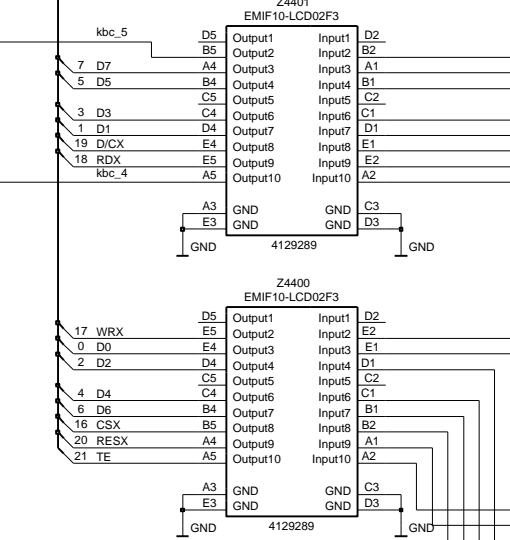 Z4401
EMIF10-LCD02F3
kbc_5 D5 Output1 Input1 D2
B5 Output2 Input2 B2
7 D7 A4 Output3 Input3 A1
5 D5 B4 Output4 Input4 B1
C5 Output5 Input5 C2
3 D3 C4 Output6 Input6 C1
1 D1 D4 Output7 Input7 D1
19 D/CX E4 Output8 Input8 E1
18 RDX E5 Output9 Input9 E2
kbc_4 A5 Output10 Input10 A2
A3 GND GND C3
E3 GND GND D3
GND 4129289 GND
Z4400
EMIF10-LCD02F3
D5 Output1 Input1 D2
17 WRX E5 Output2 Input2 E2
0 D0 E4 Output3 Input3 E1
2 D2 D4 Output4 Input4 D1
C5 Output5 Input5 C2
4 D4 C4 Output6 Input6 C1
6 D6 B4 Output7 Input7 B1
16 CSX B5 Output8 Input8 B2
20 RESX A4 Output9 Input9 A1
21 TE A5 Output10 Input10 A2
A3 GND GND C3
E3 GND GND D3
GND 4129289 GND